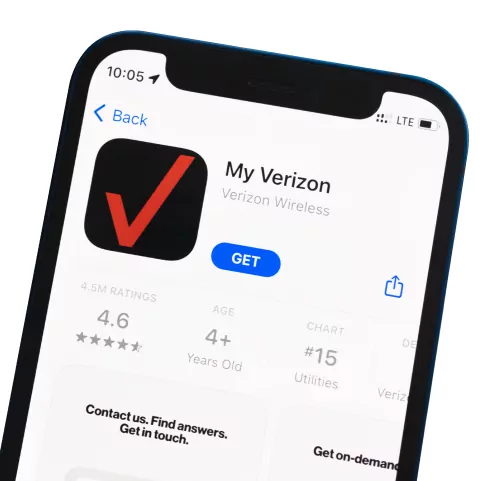 10:05
LTE
Back
My Verizon
Verizon Wireless
GET
4.5M RATINGS
4.6
AGE
4+
Years Old
CHART
#15
Utilities
DE
Verizo
Contact us. Find answers.
Get in touch.
Get on-demand